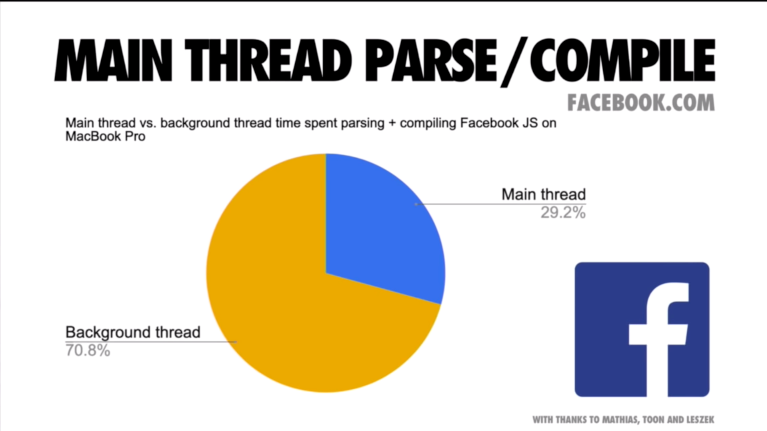 MAIN THREAD PARSE/COMPILE
FACEBOOK.COM
Main thread vs. background thread time spent parsing + compiling Facebook JS on
MacBook Pro
Main thread
29.2%
Background thread
70.8%
f
WITH THANKS TO MATHIAS, TOON AND LESZEK